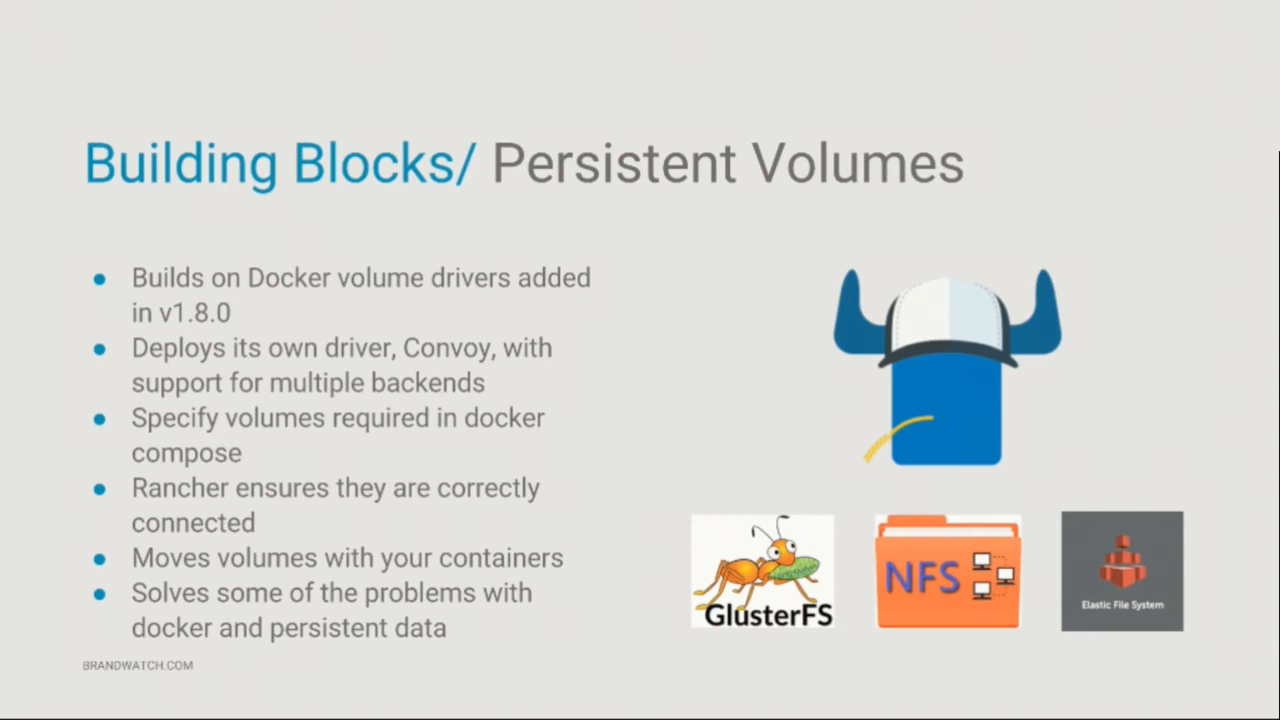 Building Blocks/ Persistent Volumes
● Builds on Docker volume drivers added
in v1.8.0
● Deploys its own driver, Convoy, with
support for multiple backends
● Specify volumes required in docker
compose
● Rancher ensures they are correctly
connected
● Moves volumes with your containers
● Solves some of the problems with
docker and persistent data
GlusterFS
NFS
Elastic File System
BRANDWATCH.COM